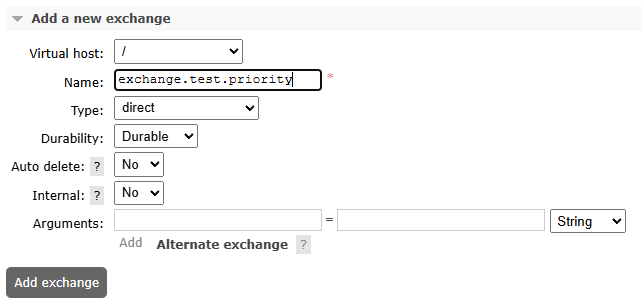 Add a new exchange
Virtual host: /
Name: exchange.test.priority *
Type: direct
Durability: Durable
Auto delete: ? No
Internal: ? No
Arguments: = String
Add Alternate exchange ?
Add exchange